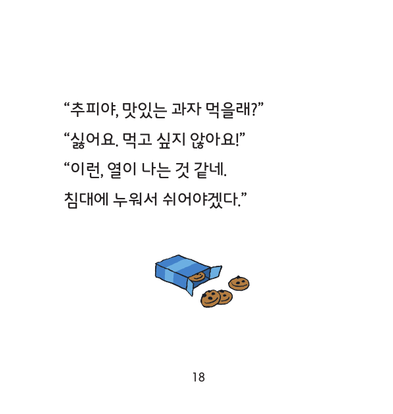 “추피야, 맛있는 과자 먹을래?”
“싫어요. 먹고 싶지 않아요!”
“이런, 열이 나는 것 같네.
침대에 누워서 쉬어야겠다.”
18